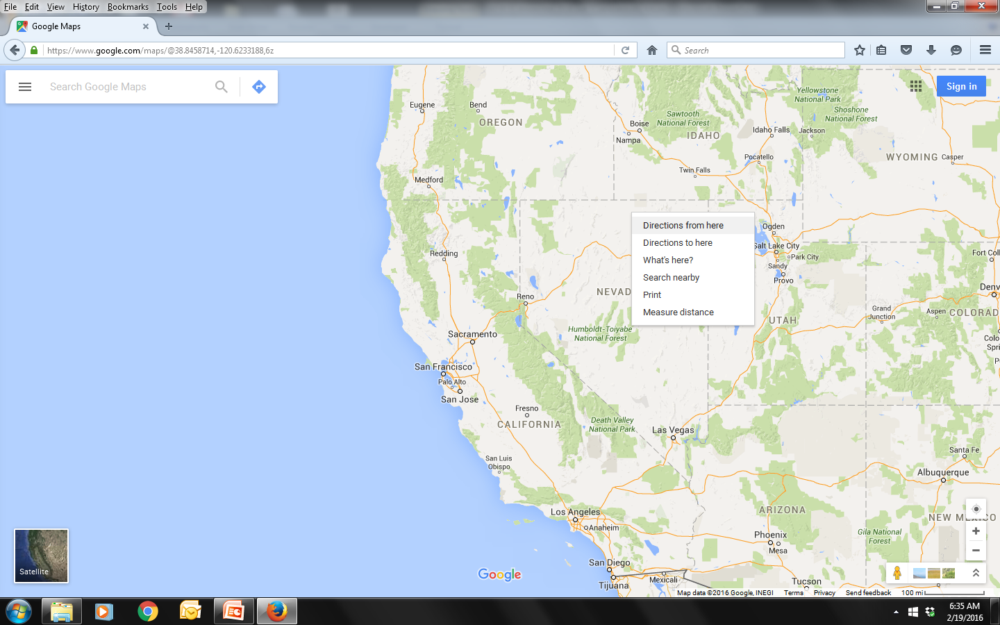 File Edit View History Bookmarks Tools Help
Google Maps
https://www.google.com/maps/@38.8458714,-120.6233188,6z
Search
Search Google Maps
Sign in
Eugene
Bend
OREGON
Boise
Nampa
Sawtooth
National Forest
IDAHO
Idaho Falls
Yellowstone
National Park
Shoshone
National Forest
Jackson
Pocatello
WYOMING
Casper
Twin Falls
Medford
Directions from here
Directions to here
What's here?
Search nearby
Print
Measure distance
Ogden
Salt Lake City
Park City
Sandy
Provo
Fort Coll
Redding
Reno
NEVAD
Denv
Grand
Junction
Aspen
COLORAD
UTAH
Humboldt-Toiyabe
National Forest
Colo
Spri
P
Sacramento
San Francisco
Palo Alto
San Jose
Fresno
CALIFORNIA
Death Valley
National Park
Las Vegas
San Luis
Obispo
Santa Fe
Albuquerque
Los Angeles
Anaheim
ARIZONA
NEW MEXICO
Phoenix
Mesa
Gila National
Forest
San Diego
Tijuana
Mexicali
Tucson
Satellite
Google
Map data ©2016 Google, INEGI Terms Privacy Send feedback 100 mi
6:35 AM
2/19/2016